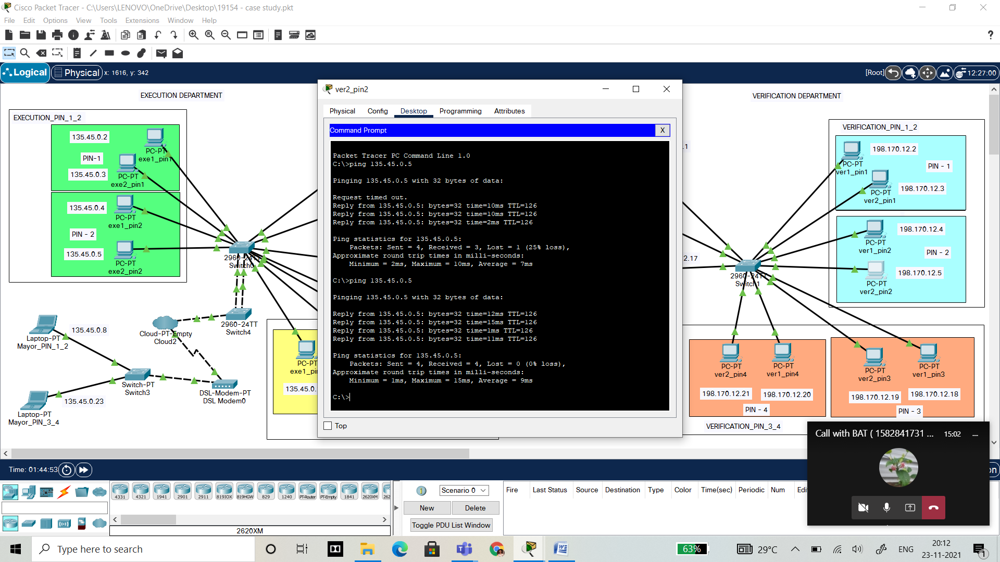 Cisco Packet Tracer - C:\Users\LENOVO\OneDrive\Desktop\19154 - case study.pkt
File Edit Options View Tools Extensions Window Help
Logical Physical x: 1616, y: 342
[Root] 12:27:00
EXECUTION DEPARTMENT
EXECUTION_PIN_1_2
135.45.0.2
PC-PT
exe1_pin1
PIN-1
135.45.0.3
PC-PT
exe2_pin1
135.45.0.4
PC-PT
exe1_pin2
PIN - 2
135.45.0.5
PC-PT
exe2_pin2
2960-24TT
Switch0
2960-24TT
Switch4
Cloud-PT-Empty
Cloud2
135.45.0.8
Laptop-PT
Mayor_PIN_1_2
Switch-PT
Switch3
DSL-Modem-PT
DSL Modem0
135.45.0.23
Laptop-PT
Mayor_PIN_3_4
PC-PT
exe1_pin
135.45.0.
ver2_pin2
Physical Config Desktop Programming Attributes
Command Prompt X
Packet Tracer PC Command Line 1.0
C:\>ping 135.45.0.5
Pinging 135.45.0.5 with 32 bytes of data:
Request timed out.
Reply from 135.45.0.5: bytes=32 time=10ms TTL=126
Reply from 135.45.0.5: bytes=32 time=10ms TTL=126
Reply from 135.45.0.5: bytes=32 time=2ms TTL=126
Ping statistics for 135.45.0.5:
Packets: Sent = 4, Received = 3, Lost = 1 (25% loss),
Approximate round trip times in milli-seconds:
Minimum = 2ms, Maximum = 10ms, Average = 7ms
C:\>ping 135.45.0.5
Pinging 135.45.0.5 with 32 bytes of data:
Reply from 135.45.0.5: bytes=32 time=12ms TTL=126
Reply from 135.45.0.5: bytes=32 time=15ms TTL=126
Reply from 135.45.0.5: bytes=32 time=1ms TTL=126
Reply from 135.45.0.5: bytes=32 time=11ms TTL=126
Ping statistics for 135.45.0.5:
Packets: Sent = 4, Received = 4, Lost = 0 (0% loss),
Approximate round trip times in milli-seconds:
Minimum = 1ms, Maximum = 15ms, Average = 9ms
C:\>
Top
VERIFICATION DEPARTMENT
.1
2.17
VERIFICATION_PIN_1_2
198.170.12.2
PC-PT
ver1_pin1
PIN - 1
198.170.12.3
PC-PT
ver2_pin1
198.170.12.4
PC-PT
ver1_pin2
PIN - 2
198.170.12.5
PC-PT
ver2_pin2
2960-24TT
Switch1
PC-PT
ver2_pin4
PC-PT
ver1_pin4
PC-PT
ver2_pin3
PC-PT
ver1_pin3
198.170.12.21
198.170.12.20
198.170.12.19
198.170.12.18
PIN - 4
PIN - 3
VERIFICATION_PIN_3_4
Call with BAT ( 1582841731 ... 15:02
Time: 01:44:53
on
4331 4321 1941 2901 2911 819IOX 819HGW 829 1240 PT-Router PT-Empty 1841 2620XM 262
2620XM
Scenario 0
New Delete
Toggle PDU List Window
Fire Last Status Source Destination Type Color Time(sec) Periodic Num Edi
Type here to search
63%
29°C
ENG
20:12
23-11-2021
1